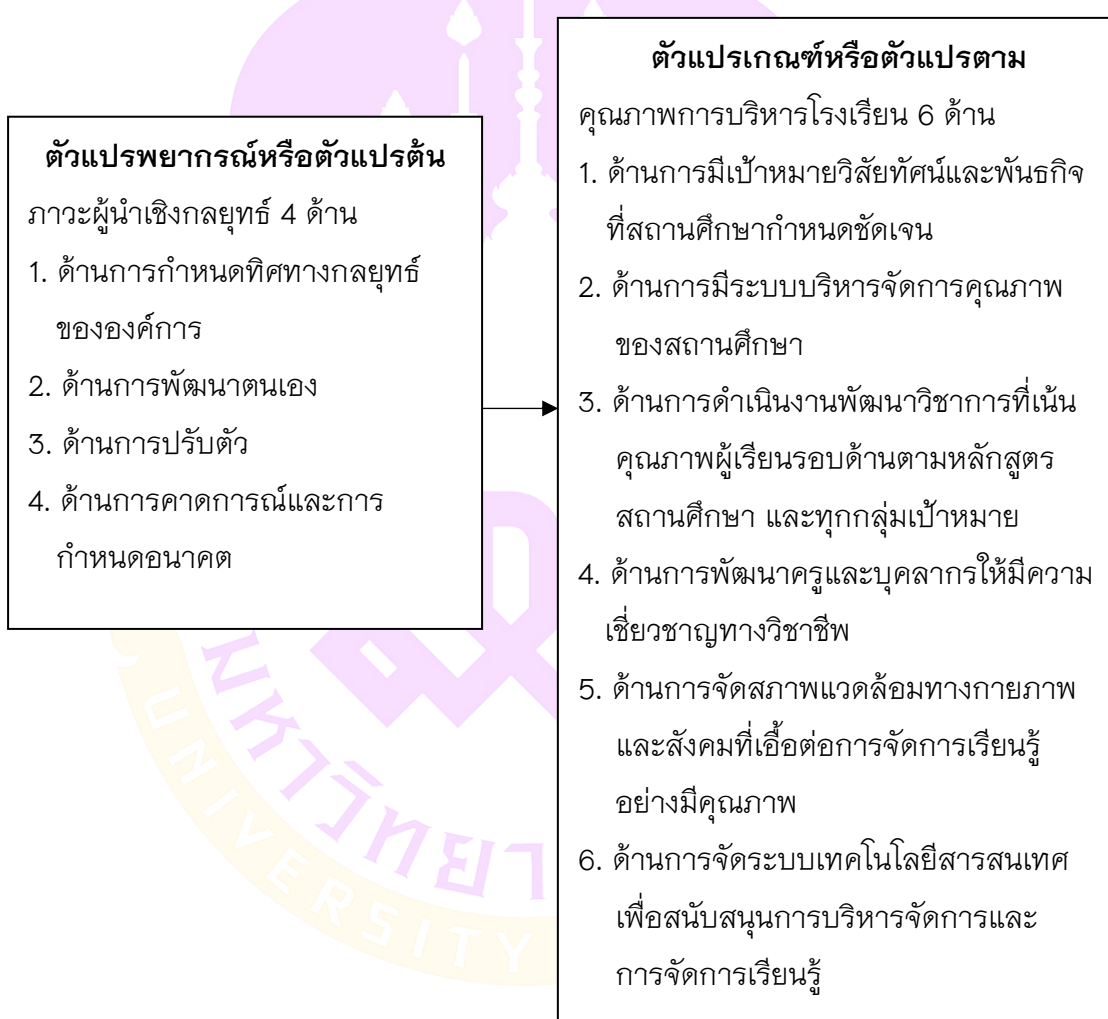 ตัวแปรพยากรณ์หรือตัวแปรต้น
ภาวะผู้นำเชิงกลยุทธ์ 4 ด้าน
1. ด้านการกำหนดทิศทางกลยุทธ์
ขององค์การ
2. ด้านการพัฒนาตนเอง
3. ด้านการปรับตัว
4. ด้านการคาดการณ์และการ
กำหนดอนาคต
ตัวแปรเกณฑ์หรือตัวแปรตาม
คุณภาพการบริหารโรงเรียน 6 ด้าน
1. ด้านการมีเป้าหมายวิสัยทัศน์และพันธกิจ
ที่สถานศึกษากำหนดชัดเจน
2. ด้านการมีระบบบริหารจัดการคุณภาพ
ของสถานศึกษา
3. ด้านการดำเนินงานพัฒนาวิชาการที่เน้น
คุณภาพผู้เรียนรอบด้านตามหลักสูตร
สถานศึกษา และทุกกลุ่มเป้าหมาย
4. ด้านการพัฒนาครูและบุคลากรให้มีความ
เชี่ยวชาญทางวิชาชีพ
5. ด้านการจัดสภาพแวดล้อมทางกายภาพ
และสังคมที่เอื้อต่อการจัดการเรียนรู้
อย่างมีคุณภาพ
6. ด้านการจัดระบบเทคโนโลยีสารสนเทศ
เพื่อสนับสนุนการบริหารจัดการและ
การจัดการเรียนรู้
มหาวิทยา
UNIVERSITY